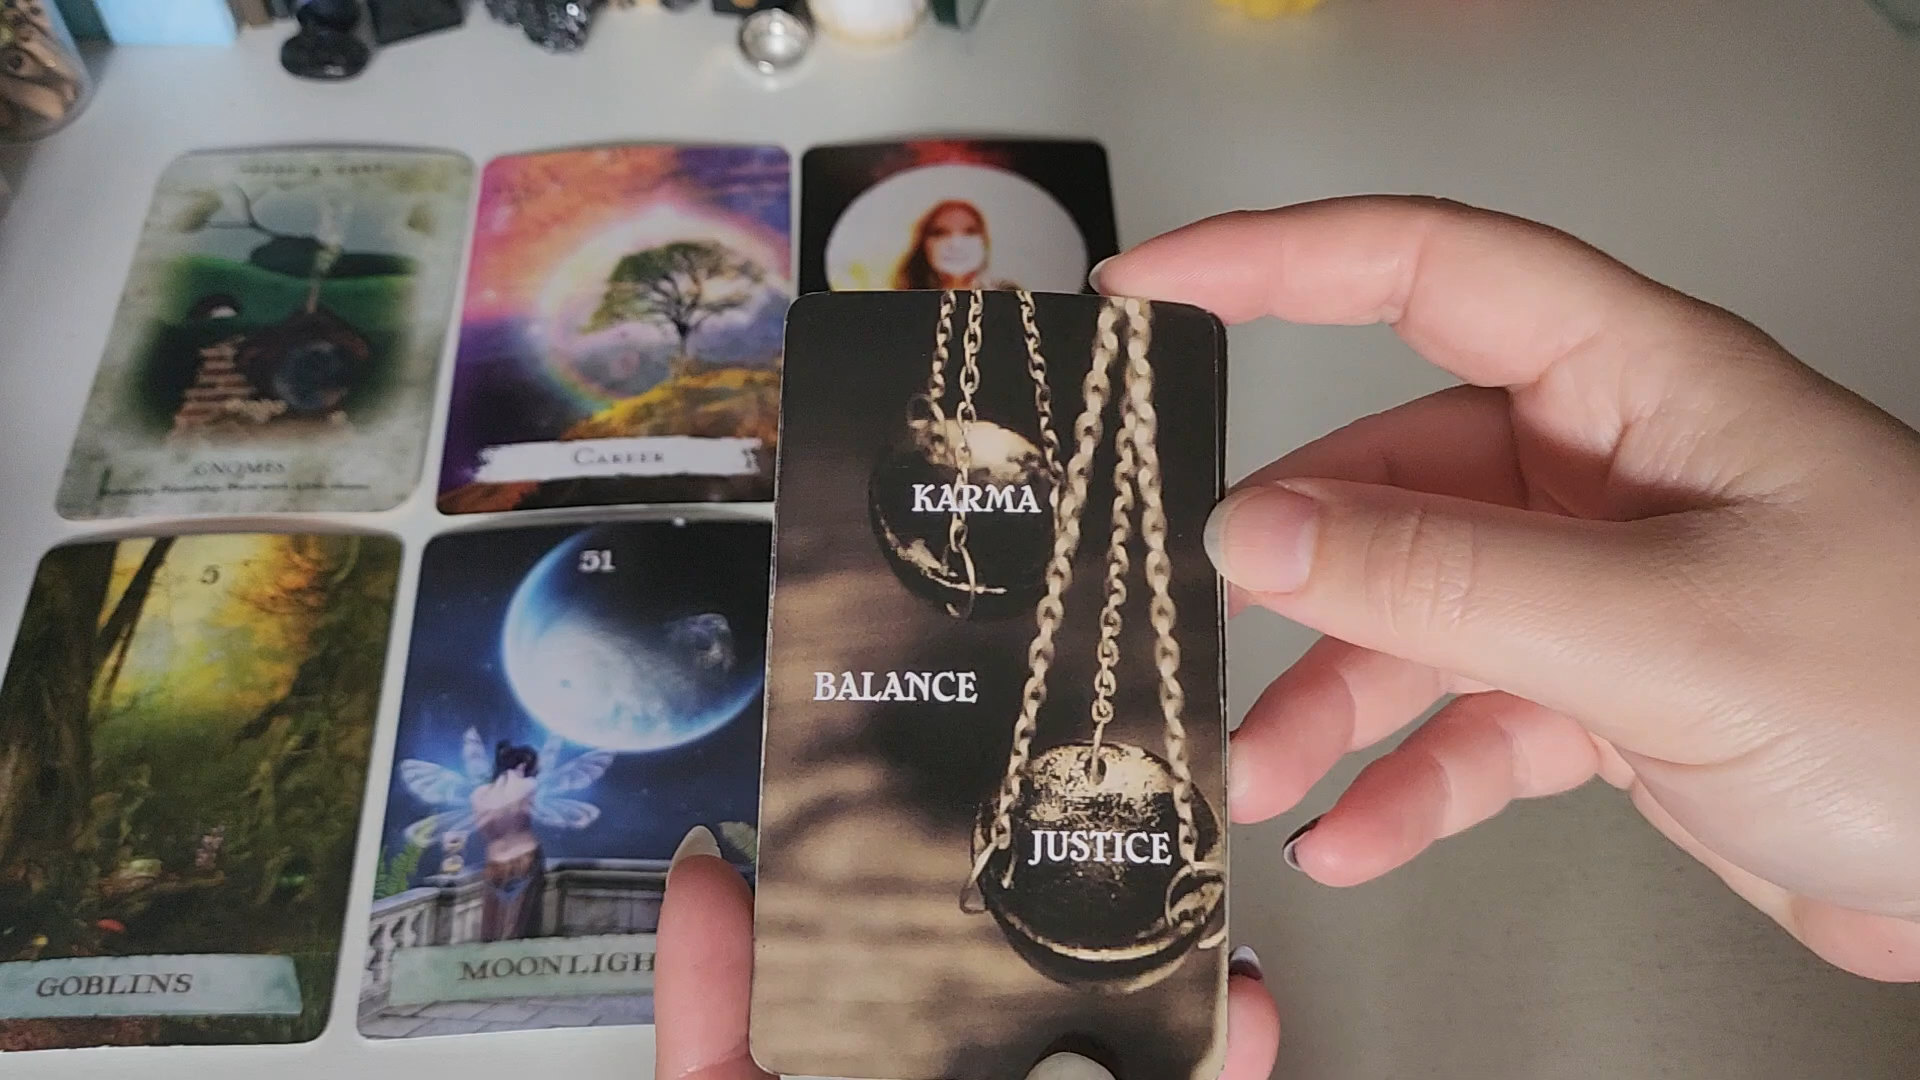 GNOMES
CAREER
KARMA
BALANCE
JUSTICE
5
GOBLINS
51
MOONLIGH